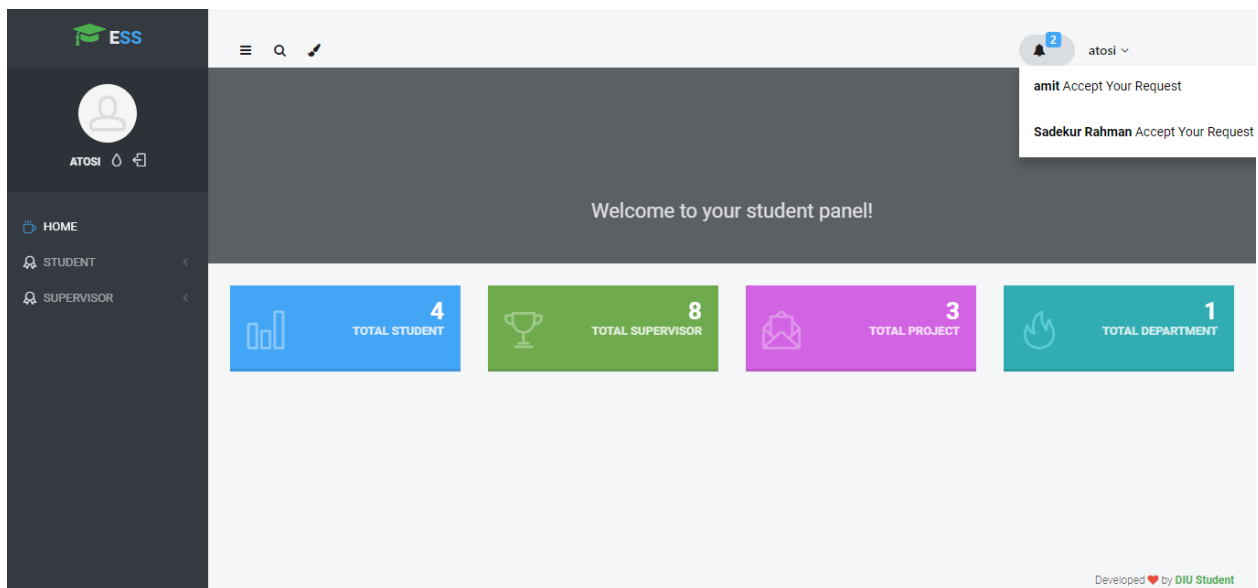 ESS
2
atosi
amit Accept Your Request
Sadekur Rahman Accept Your Request
ATOSI
Welcome to your student panel!
HOME
STUDENT
SUPERVISOR
4
TOTAL STUDENT
8
TOTAL SUPERVISOR
3
TOTAL PROJECT
1
TOTAL DEPARTMENT
Developed by DIU Student